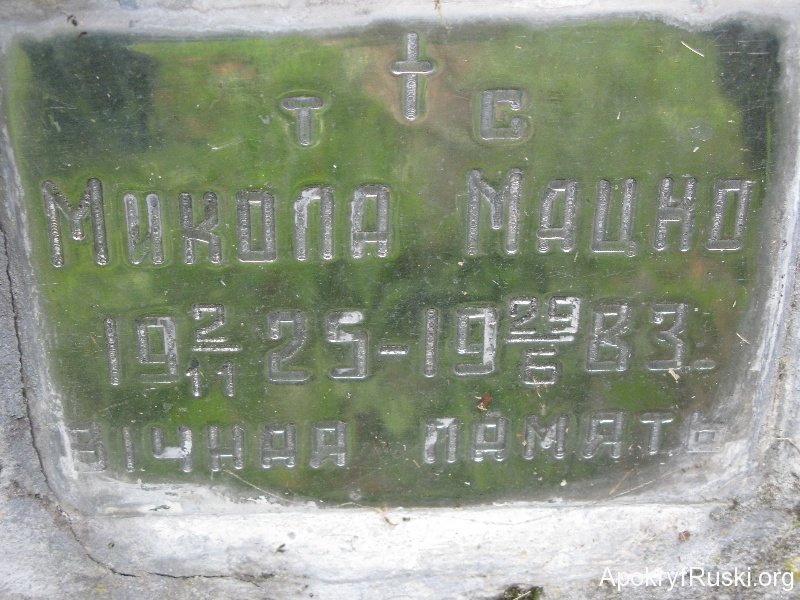 Т С
Микола Мацко
19 2/11 25-19 29/6 83.
ВІЧНАЯ ПАМЯТЬ
ApokryfRuski.org